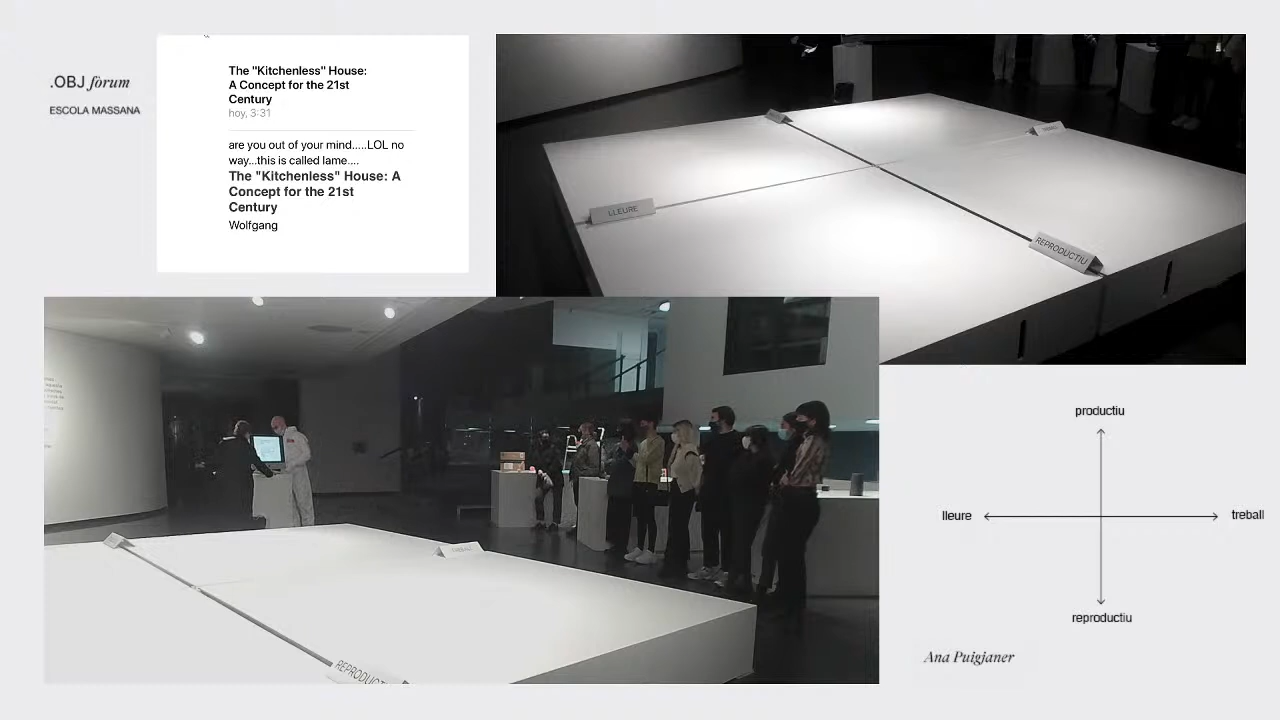 .OBJ fòrum
ESCOLA MASSANA
The "Kitchenless" House:
A Concept for the 21st
Century
hoy, 3:31
are you out of your mind.....LOL no
way...this is called lame....
The "Kitchenless" House: A
Concept for the 21st
Century
Wolfgang
LLEURE
REPRODUCTIU
productiu
lleure
treball
reproductiu
Ana Puigjaner